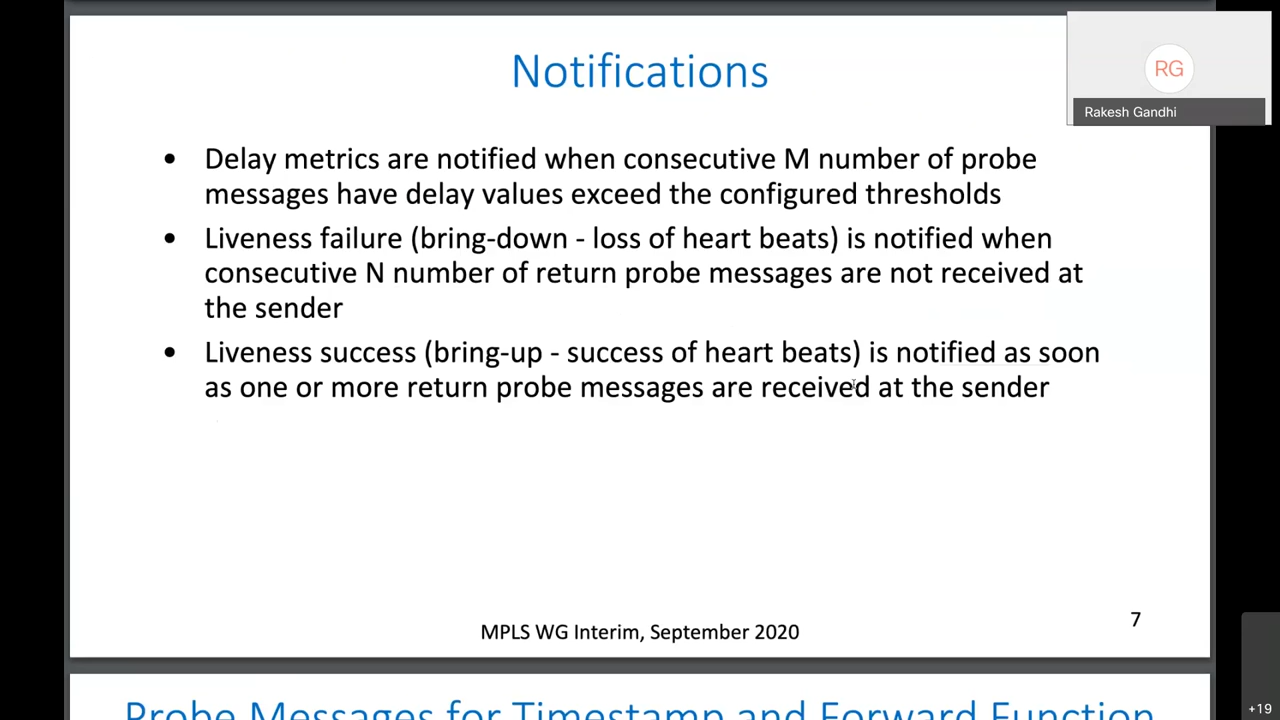 Notifications
RG
Rakesh Gandhi
• Delay metrics are notified when consecutive M number of probe
messages have delay values exceed the configured thresholds
• Liveness failure (bring-down - loss of heart beats) is notified when
consecutive N number of return probe messages are not received at
the sender
• Liveness success (bring-up - success of heart beats) is notified as soon
as one or more return probe messages are received at the sender
7
MPLS WG Interim, September 2020
Probe Messages for Timestamp and Forward Function
+19